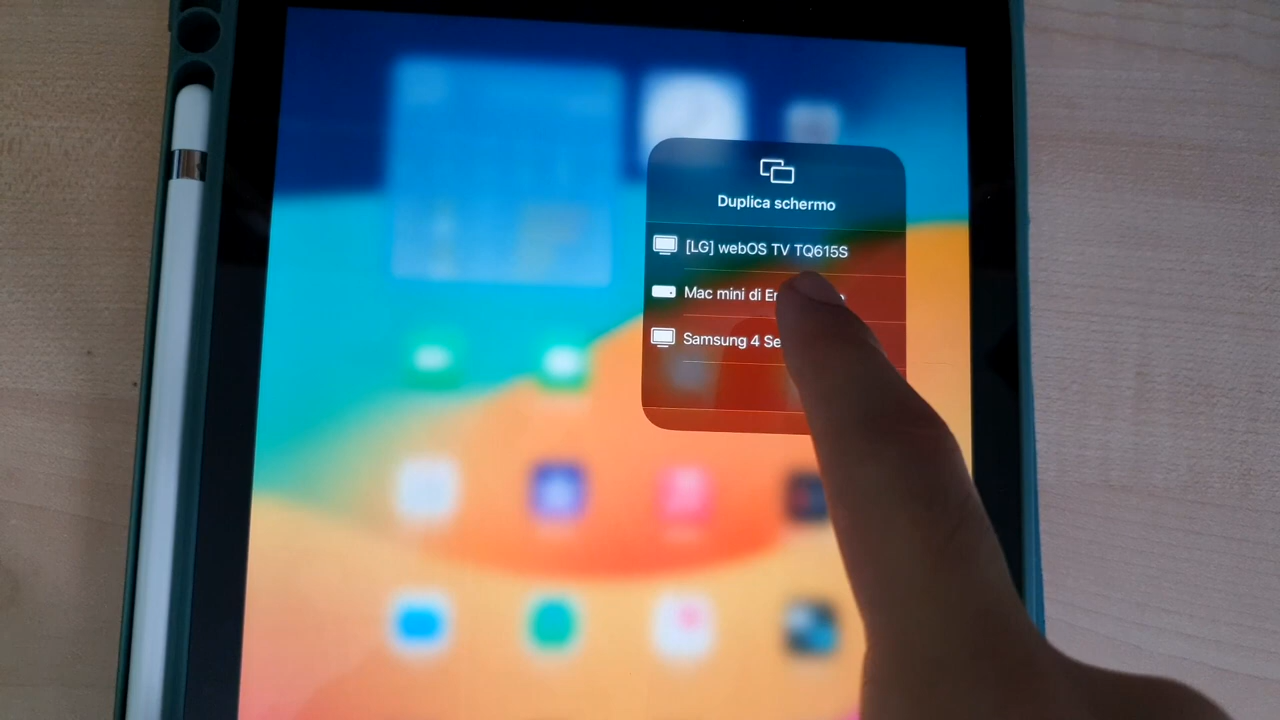 Duplica schermo
[LG] webOS TV TQ615S
Mac mini di
Samsung 4